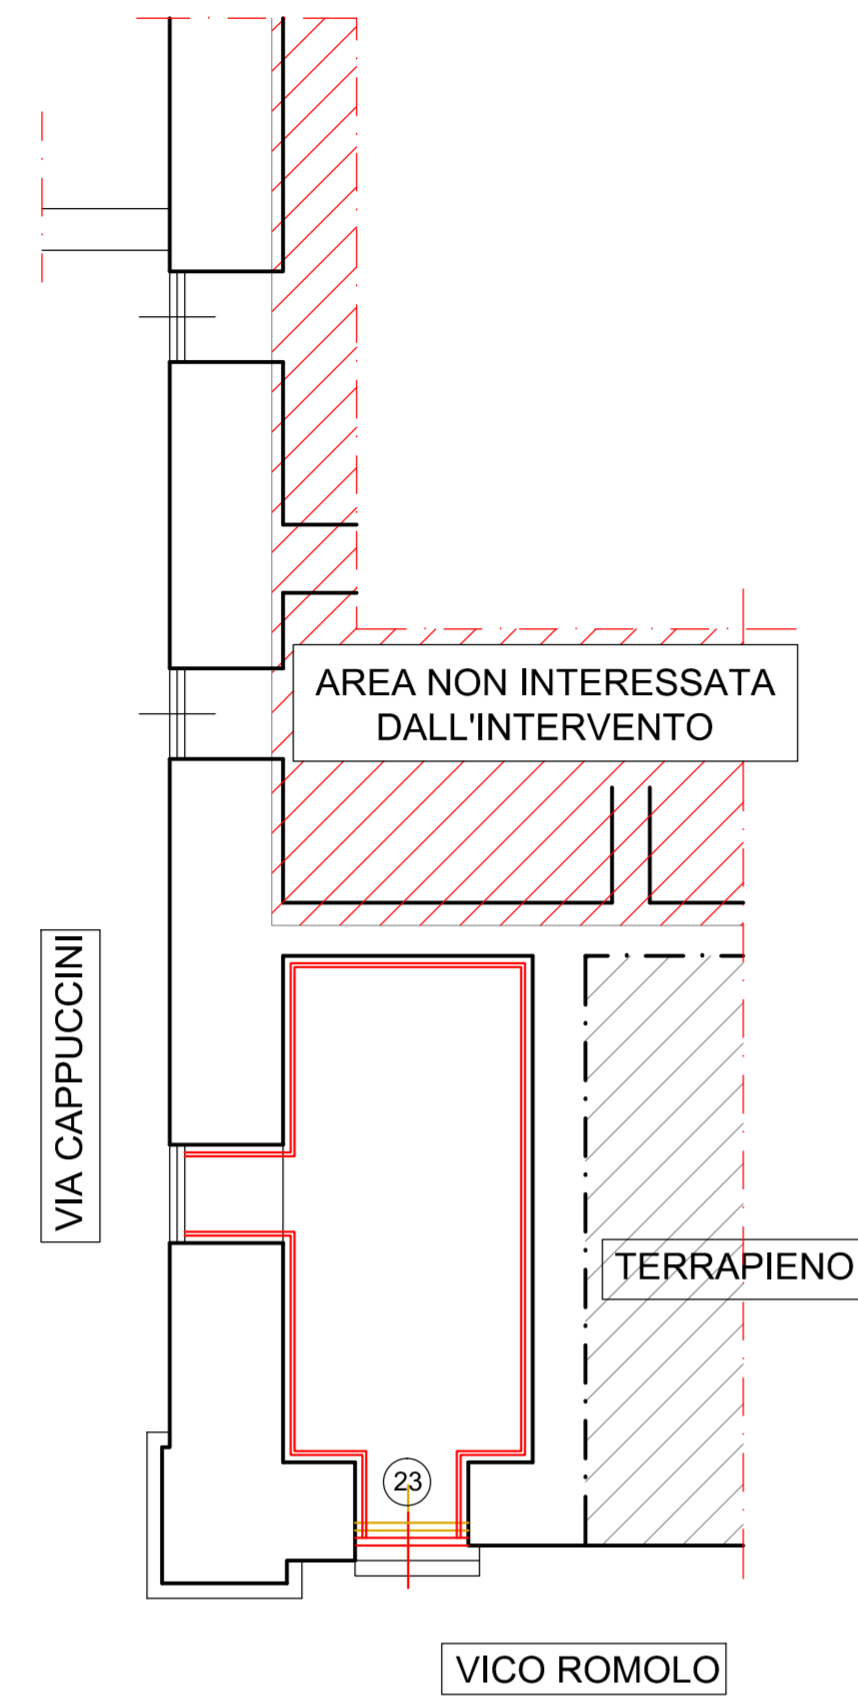 AREA NON INTERESSATA
DALL'INTERVENTO
VIA CAPPUCCINI
TERRAPIENO
23
VICO ROMOLO